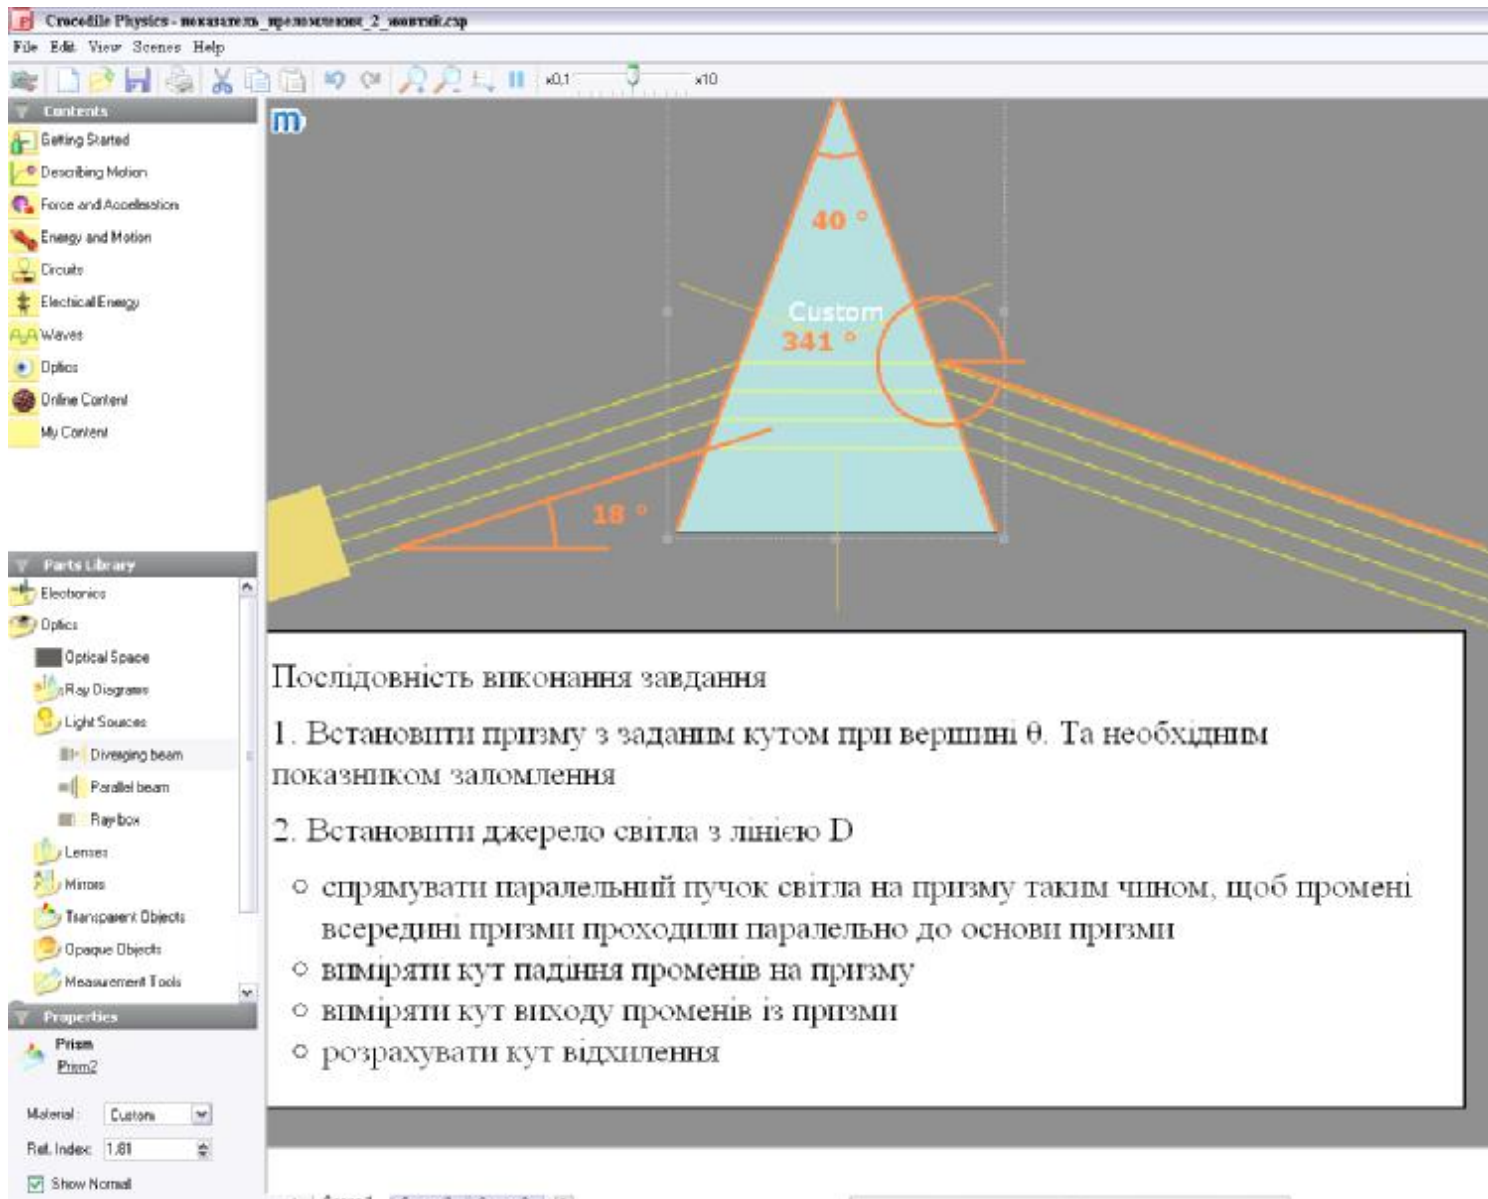 Crocodile Physics - показатель_преломления_2_жовтий.cxp
File Edit View Scenes Help
x0.1 x10
Contents
Getting Started
Describing Motion
Force and Acceleration
Energy and Motion
Circuits
Electrical Energy
Waves
Optics
Online Content
My Content
40 °
Custom
341 °
18 °
Parts Library
Electronics
Optics
Optical Space
Ray Diagrams
Light Sources
Diverging beam
Parallel beam
Ray box
Lenses
Mirrors
Transparent Objects
Opaque Objects
Measurement Tools
Properties
Prism
Prism2
Material: Custom
Ref. Index: 1.81
Show Normal
Послідовність виконання завдання
1. Встановити призму з заданим кутом при вершині θ. Та необхідним
показником заломлення
2. Встановити джерело світла з лінією D
спрямувати паралельний пучок світла на призму таким чином, щоб промені
всередині призми проходили паралельно до основи призми
виміряти кут падіння променів на призму
виміряти кут виходу променів із призми
розрахувати кут відхилення